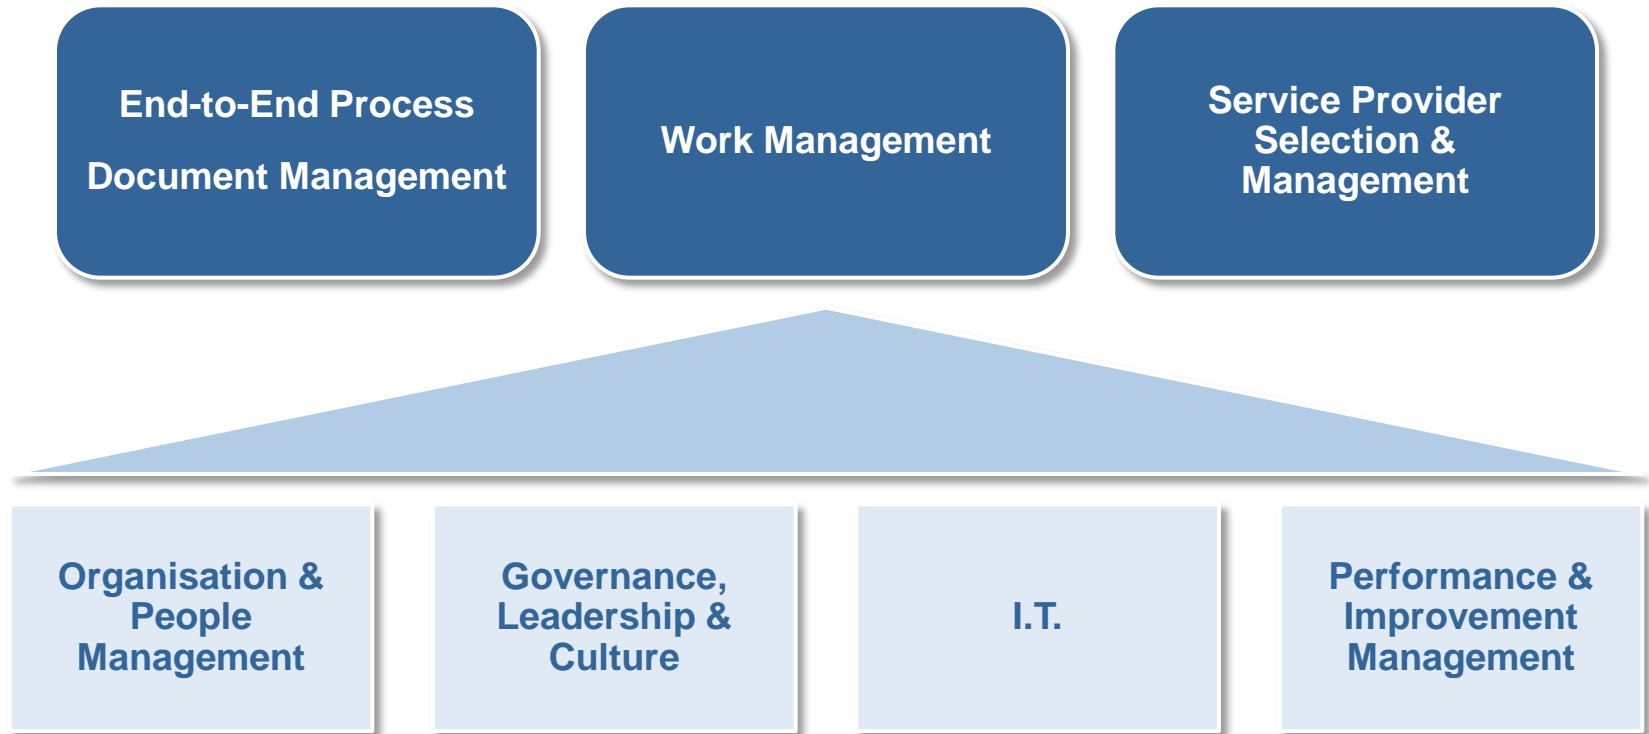 End-to-End Process
Document Management
Work Management
Service Provider
Selection &
Management
Organisation &
People
Management
Governance,
Leadership &
Culture
I.T.
Performance &
Improvement
Management